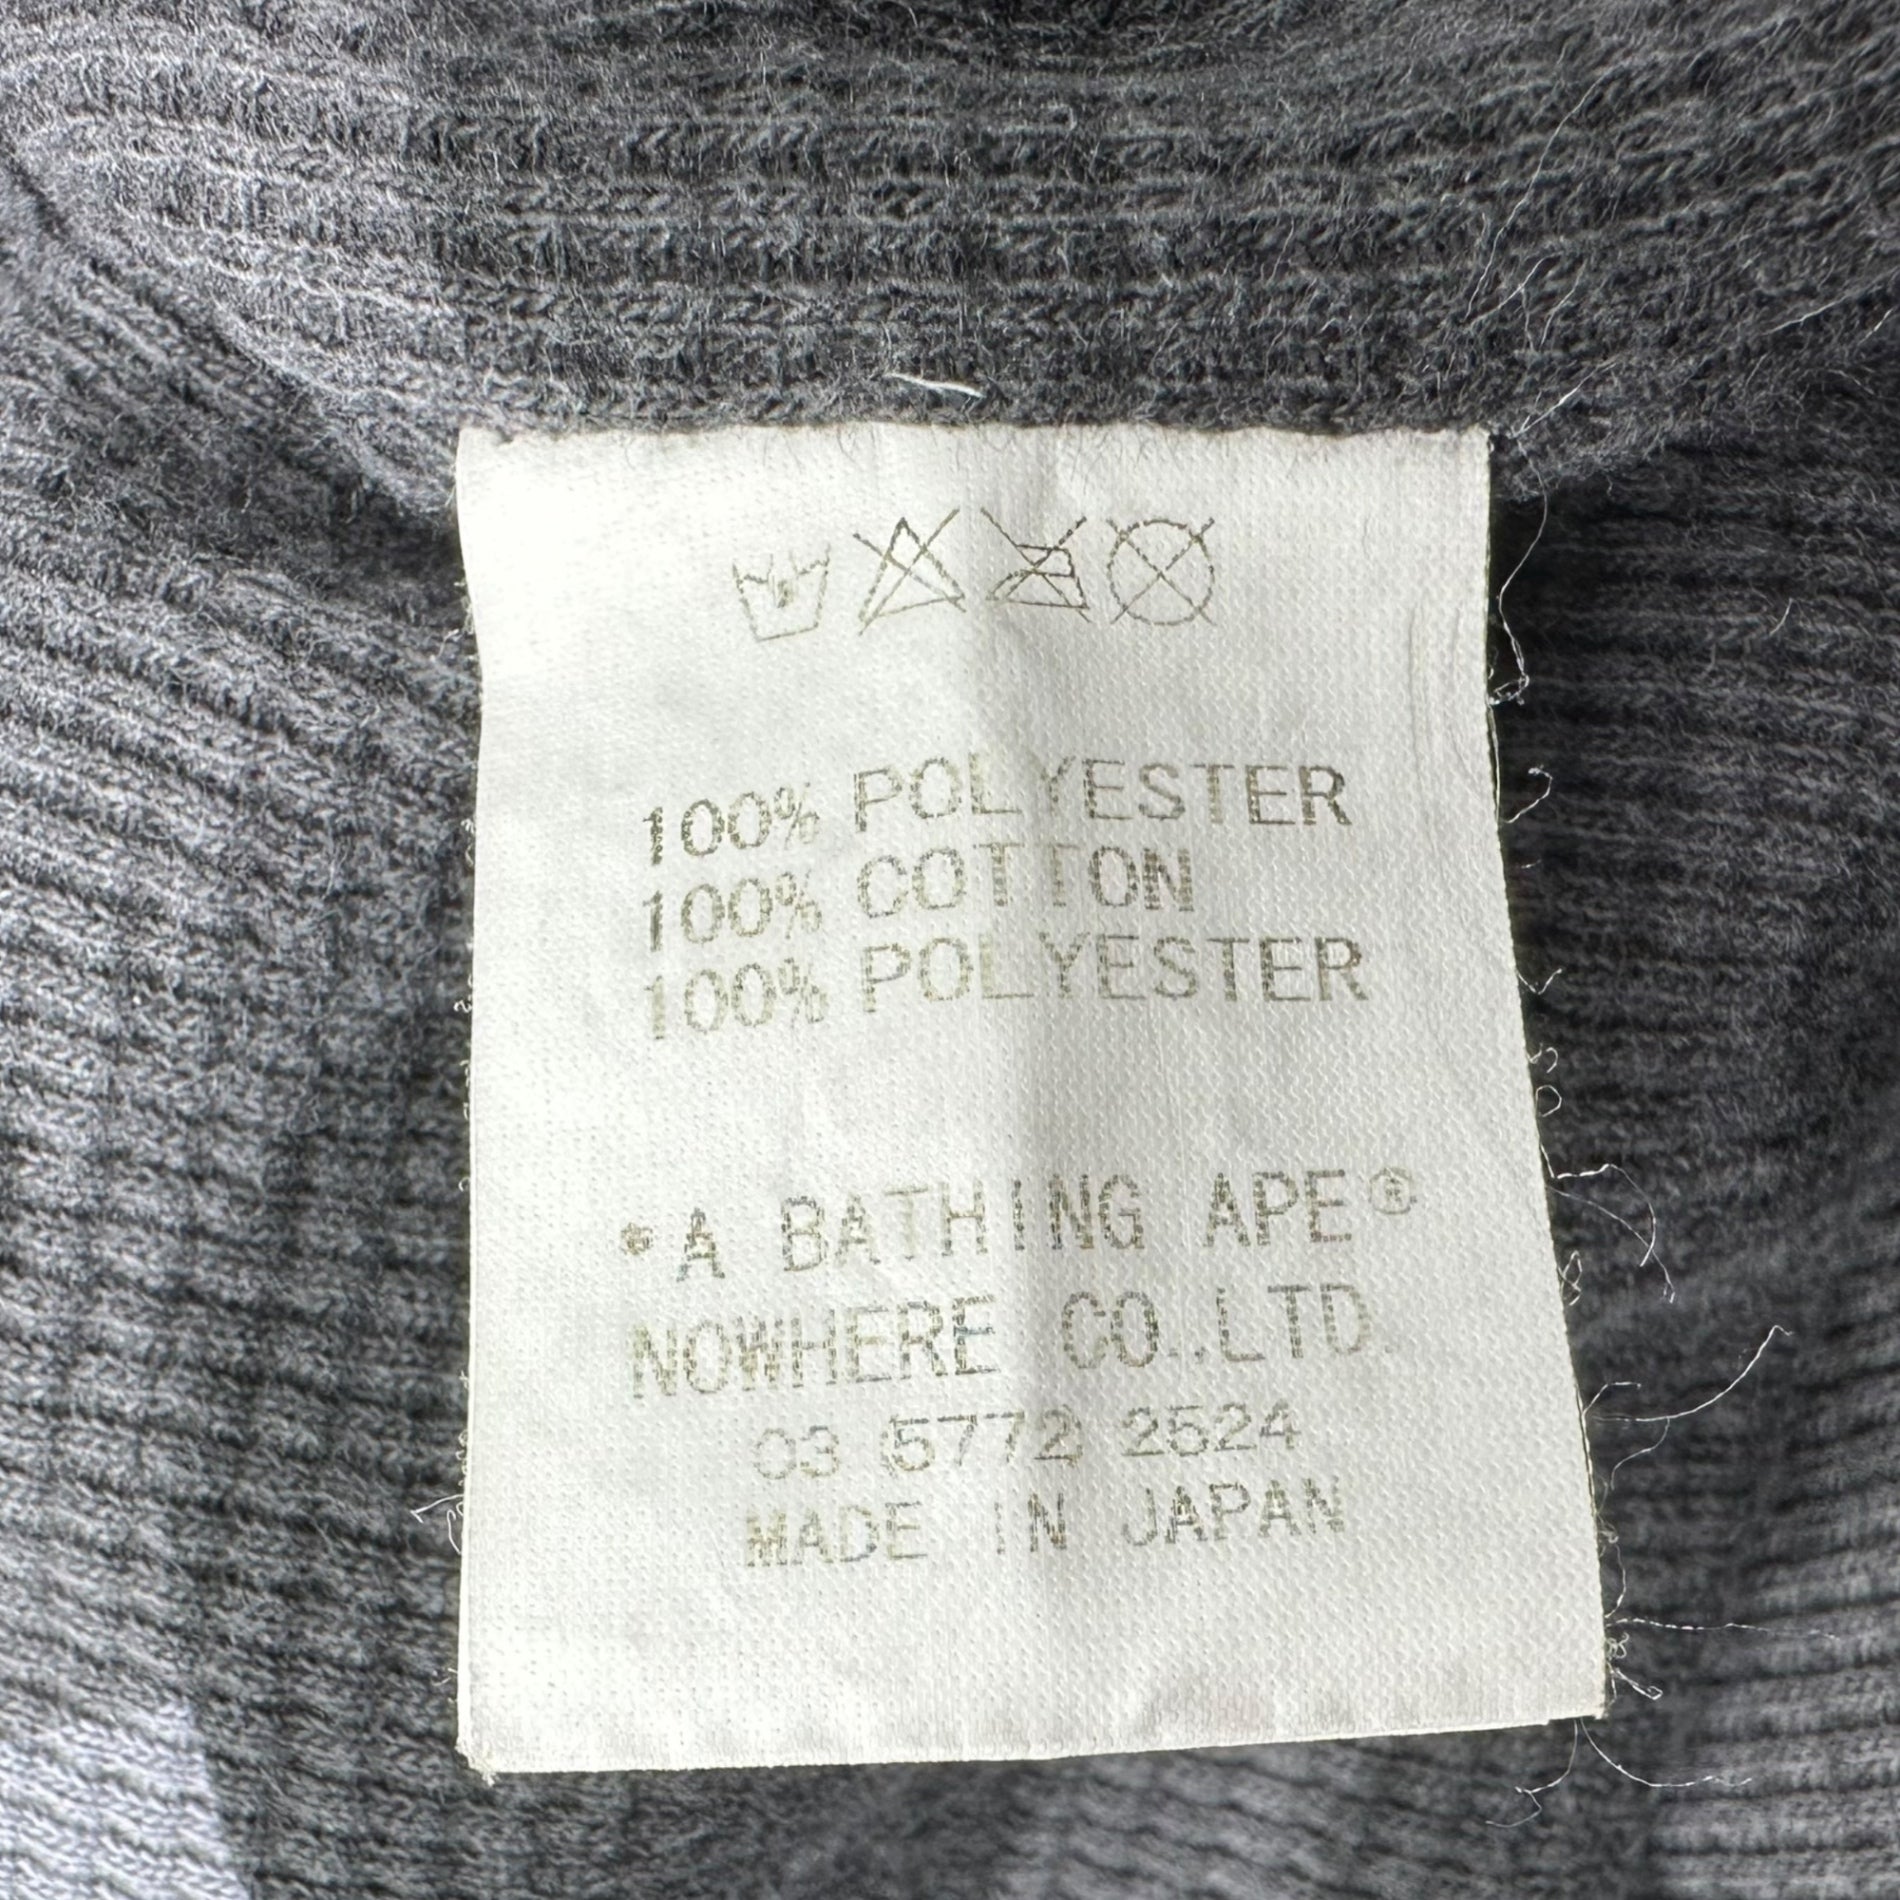 100% POLYESTER
100% COTTON
100% POLYESTER
*A BATHING APE®
NOWHERE CO.,LTD.
03 (5772) 2524
MADE IN JAPAN